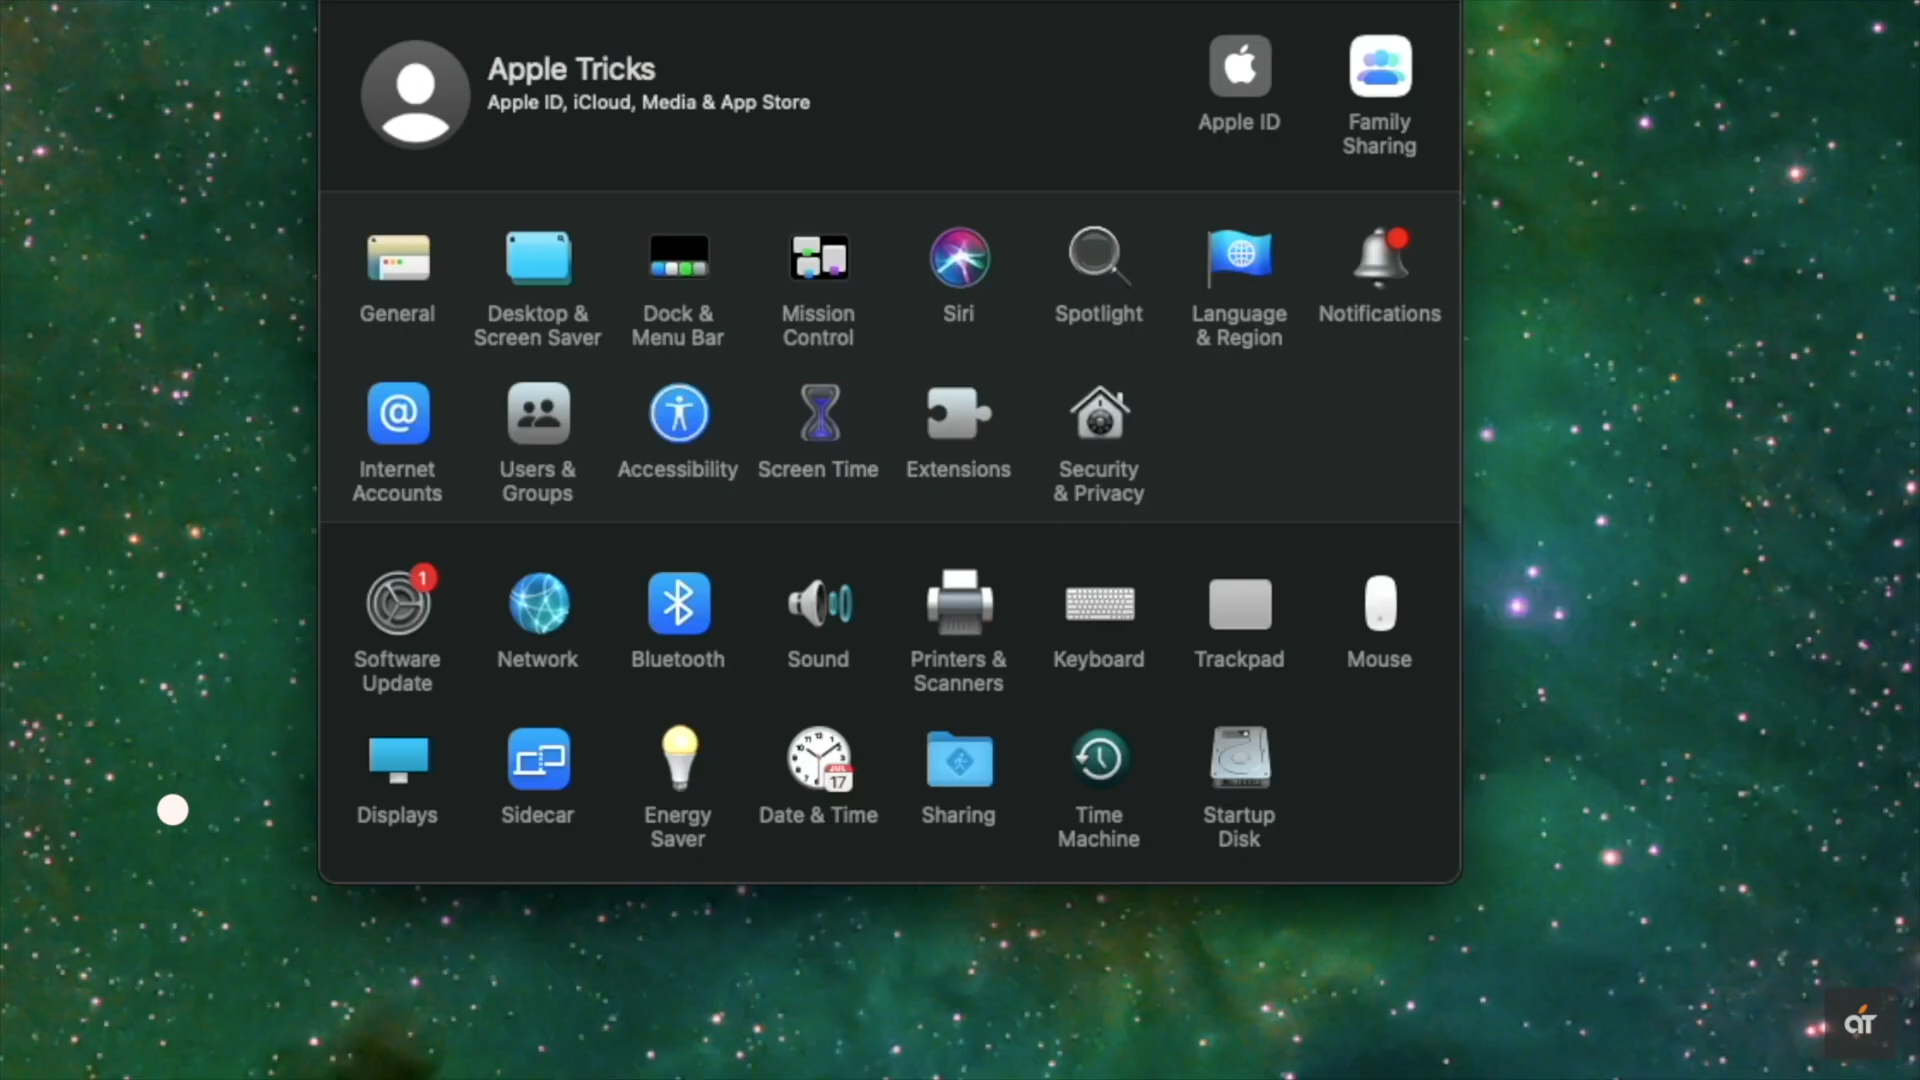 Apple Tricks
Apple ID, iCloud, Media & App Store
Apple ID
Family
Sharing
General
Desktop &
Screen Saver
Dock &
Menu Bar
Mission
Control
Siri
Spotlight
Language
& Region
Notifications
Internet
Accounts
Users &
Groups
Accessibility
Screen Time
Extensions
Security
& Privacy
1
Software
Update
Network
Bluetooth
Sound
Printers &
Scanners
Keyboard
Trackpad
Mouse
Displays
Sidecar
Energy
Saver
JUL
17
Date & Time
Sharing
Time
Machine
Startup
Disk
aT